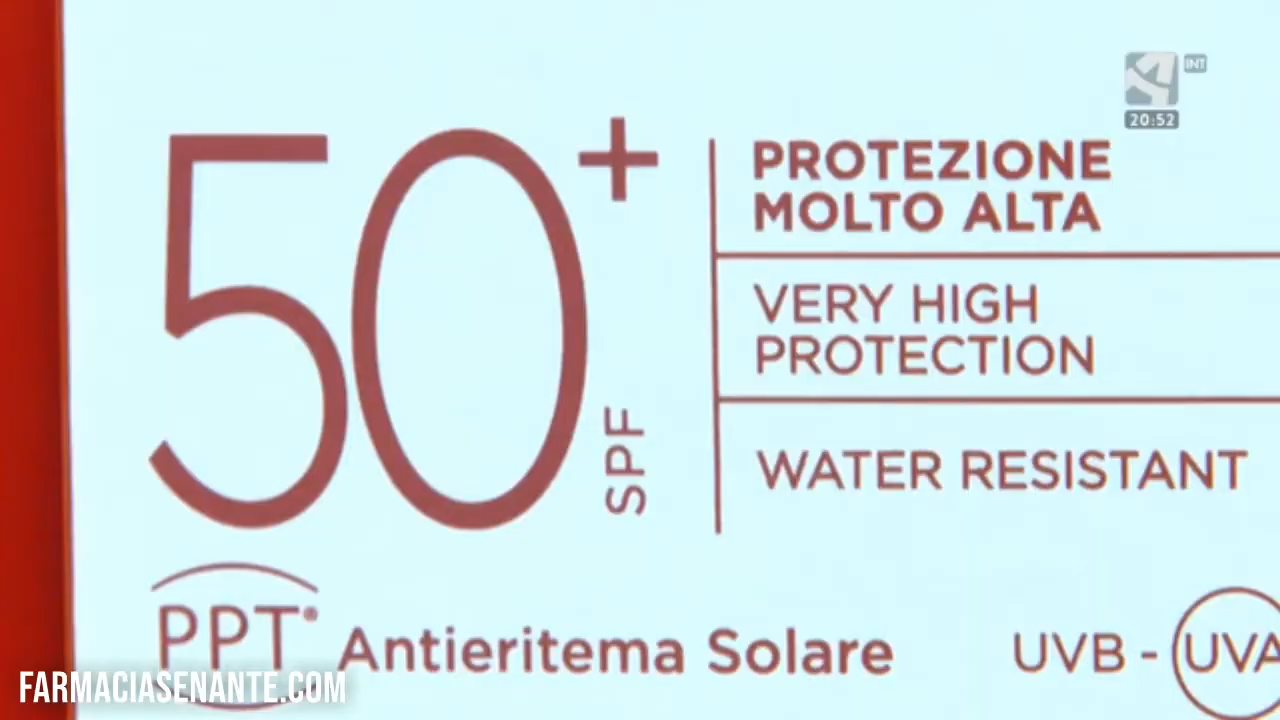 INT
20:52
50+
SPF
PROTEZIONE
MOLTO ALTA
VERY HIGH
PROTECTION
WATER RESISTANT
PPT®
Antieritema Solare
UVB - UVA
FARMACIASENANTE.COM